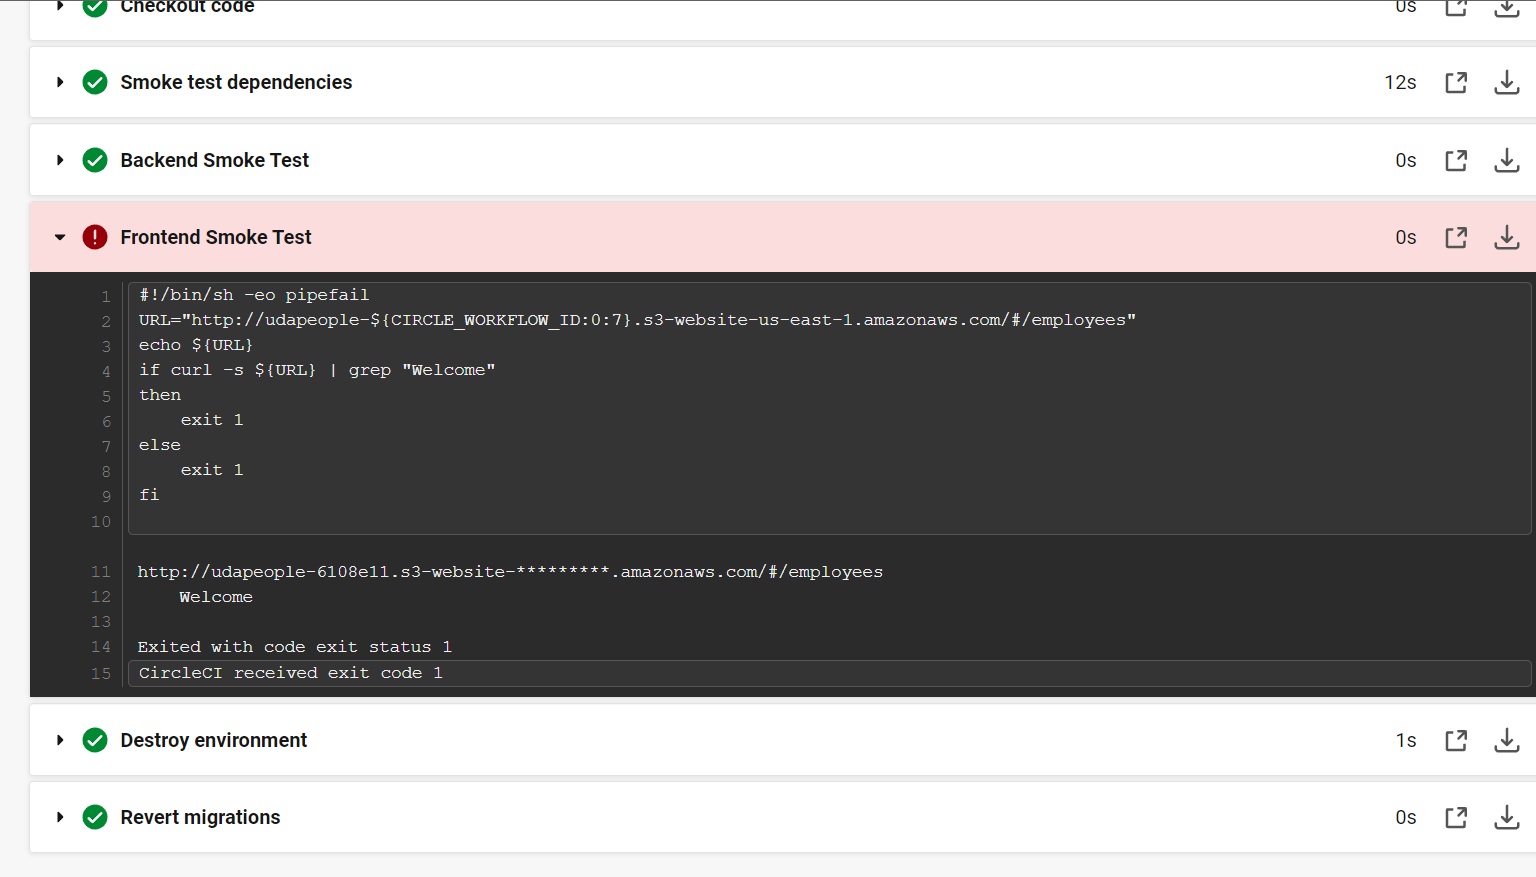 Checkout code 0s
Smoke test dependencies 12s
Backend Smoke Test 0s
Frontend Smoke Test 0s
1 #!/bin/sh -eo pipefail
2 URL="http://udapeople-${CIRCLE_WORKFLOW_ID:0:7}.s3-website-us-east-1.amazonaws.com/#/employees"
3 echo ${URL}
4 if curl -s ${URL} | grep "Welcome"
5 then
6     exit 1
7 else
8     exit 1
9 fi
10
11 http://udapeople-6108e11.s3-website-*********.amazonaws.com/#/employees
12     Welcome
13
14 Exited with code exit status 1
15 CircleCI received exit code 1
Destroy environment 1s
Revert migrations 0s